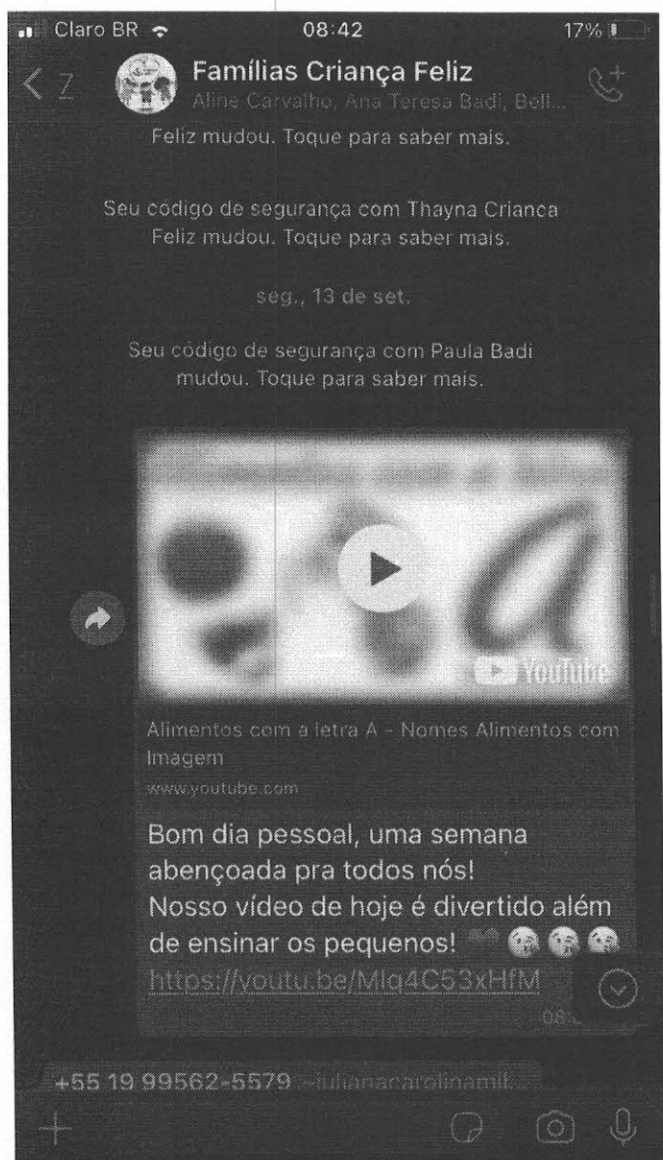 Claro BR 08:42 17%
7 Famílias Criança Feliz
Aline Carvalho, Ana Teresa Badi, Bell...
Feliz mudou. Toque para saber mais.
Seu código de segurança com Thayna Crianca
Feliz mudou. Toque para saber mais.
seg., 13 de set.
Seu código de segurança com Paula Badi
mudou. Toque para saber mais.
YouTube
Alimentos com a letra A - Nomes Alimentos com
Imagem
www.youtube.com
Bom dia pessoal, uma semana
abençoada pra todos nós!
Nosso vídeo de hoje é divertido além
de ensinar os pequenos! 🖤 😘 😘 😘
https://youtu.be/MIq4C53xHfM
+55 19 99562-5579 ~julianacarolinamil...